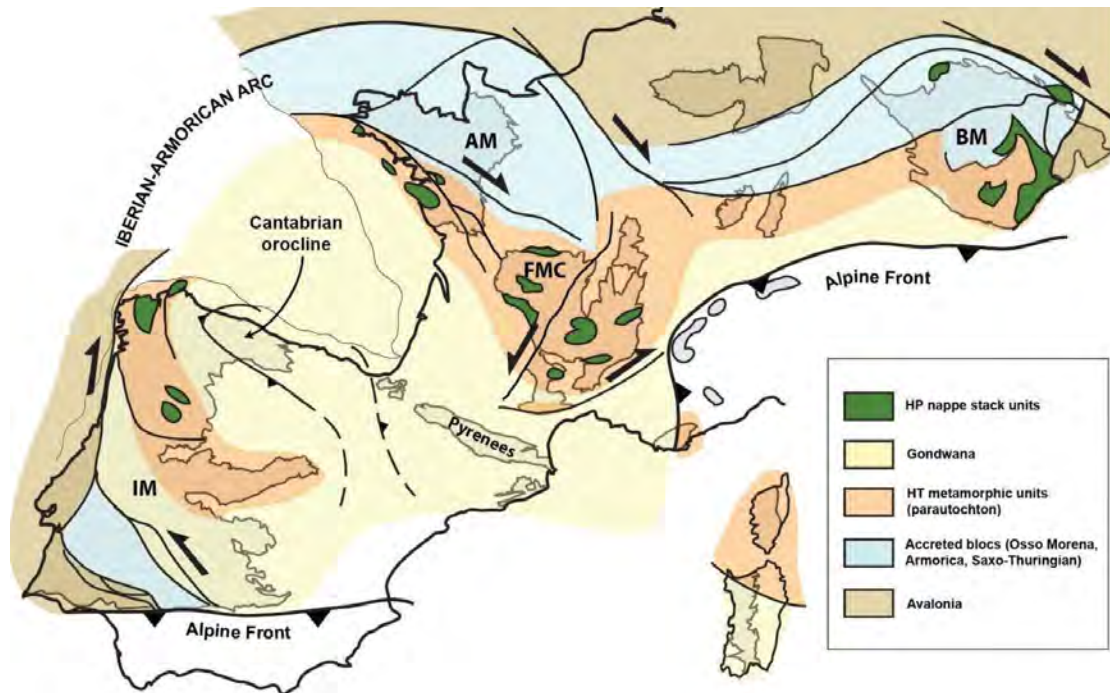 IBERIAN-ARMORICAN ARC
AM
BM
Cantabrian
orocline
FMC
Alpine Front
Pyrenees
IM
Alpine Front
HP nappe stack units
Gondwana
HT metamorphic units
(parautochton)
Accreted blocs (Osso Morena,
Armorica, Saxo-Thuringian)
Avalonia